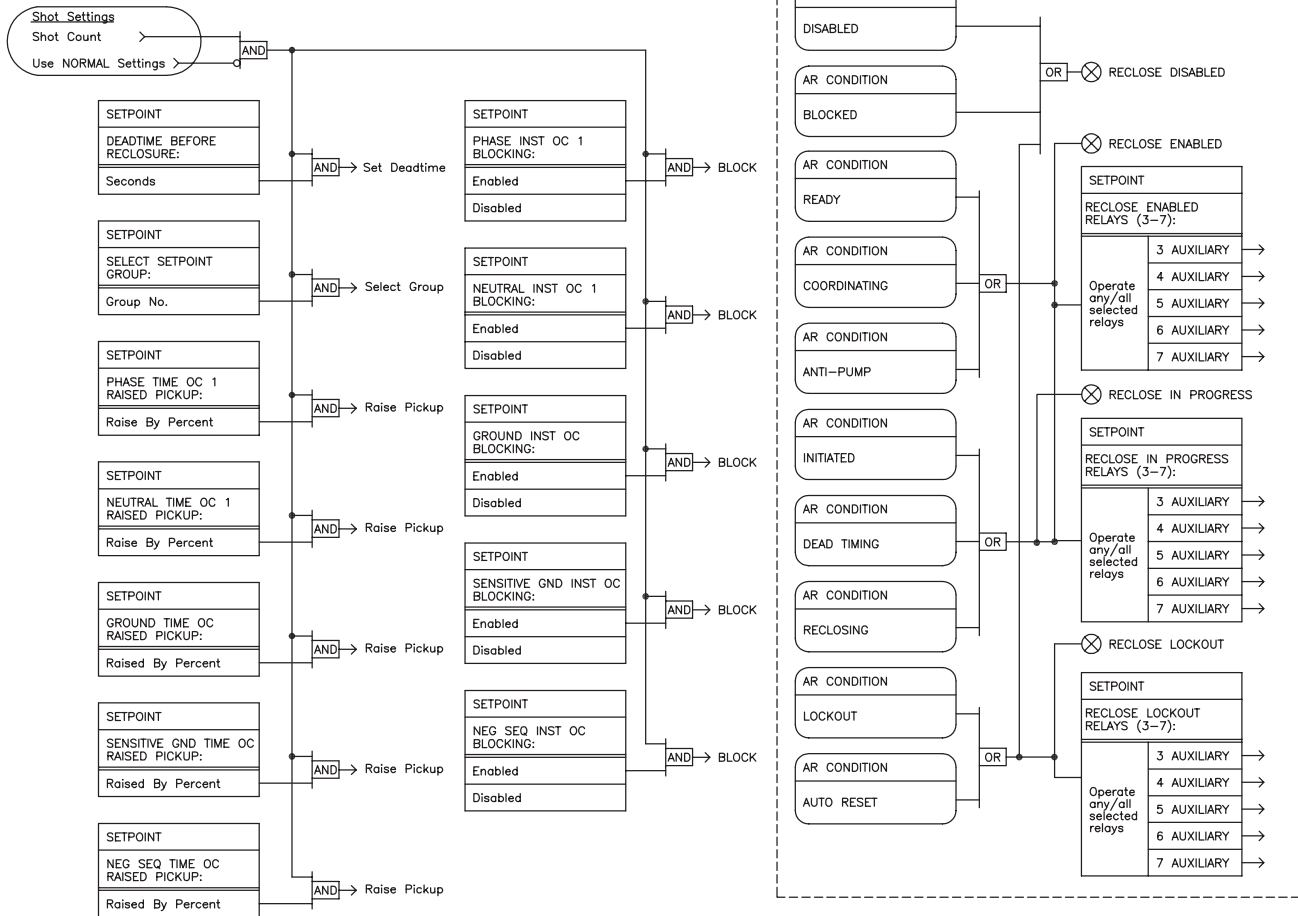 Shot Settings
Shot Count
Use NORMAL Settings
AND
SETPOINT
DEADTIME BEFORE
RECLOSURE:
Seconds
AND
Set Deadtime
SETPOINT
SELECT SETPOINT
GROUP:
Group No.
AND
Select Group
SETPOINT
PHASE TIME OC 1
RAISED PICKUP:
Raise By Percent
AND
Raise Pickup
SETPOINT
NEUTRAL TIME OC 1
RAISED PICKUP:
Raise By Percent
AND
Raise Pickup
SETPOINT
GROUND TIME OC
RAISED PICKUP:
Raised By Percent
AND
Raise Pickup
SETPOINT
SENSITIVE GND TIME OC
RAISED PICKUP:
Raised By Percent
AND
Raise Pickup
SETPOINT
NEG SEQ TIME OC
RAISED PICKUP:
Raised By Percent
AND
Raise Pickup
SETPOINT
PHASE INST OC 1
BLOCKING:
Enabled
Disabled
AND
BLOCK
SETPOINT
NEUTRAL INST OC 1
BLOCKING:
Enabled
Disabled
AND
BLOCK
SETPOINT
GROUND INST OC
BLOCKING:
Enabled
Disabled
AND
BLOCK
SETPOINT
SENSITIVE GND INST OC
BLOCKING:
Enabled
Disabled
AND
BLOCK
SETPOINT
NEG SEQ INST OC
BLOCKING:
Enabled
Disabled
AND
BLOCK
DISABLED
AR CONDITION
BLOCKED
OR
RECLOSE DISABLED
AR CONDITION
READY
AR CONDITION
COORDINATING
AR CONDITION
ANTI-PUMP
OR
RECLOSE ENABLED
SETPOINT
RECLOSE ENABLED
RELAYS (3-7):
Operate
any/all
selected
relays
3 AUXILIARY
4 AUXILIARY
5 AUXILIARY
6 AUXILIARY
7 AUXILIARY
AR CONDITION
INITIATED
AR CONDITION
DEAD TIMING
AR CONDITION
RECLOSING
OR
RECLOSE IN PROGRESS
SETPOINT
RECLOSE IN PROGRESS
RELAYS (3-7):
Operate
any/all
selected
relays
3 AUXILIARY
4 AUXILIARY
5 AUXILIARY
6 AUXILIARY
7 AUXILIARY
AR CONDITION
LOCKOUT
AR CONDITION
AUTO RESET
OR
RECLOSE LOCKOUT
SETPOINT
RECLOSE LOCKOUT
RELAYS (3-7):
Operate
any/all
selected
relays
3 AUXILIARY
4 AUXILIARY
5 AUXILIARY
6 AUXILIARY
7 AUXILIARY